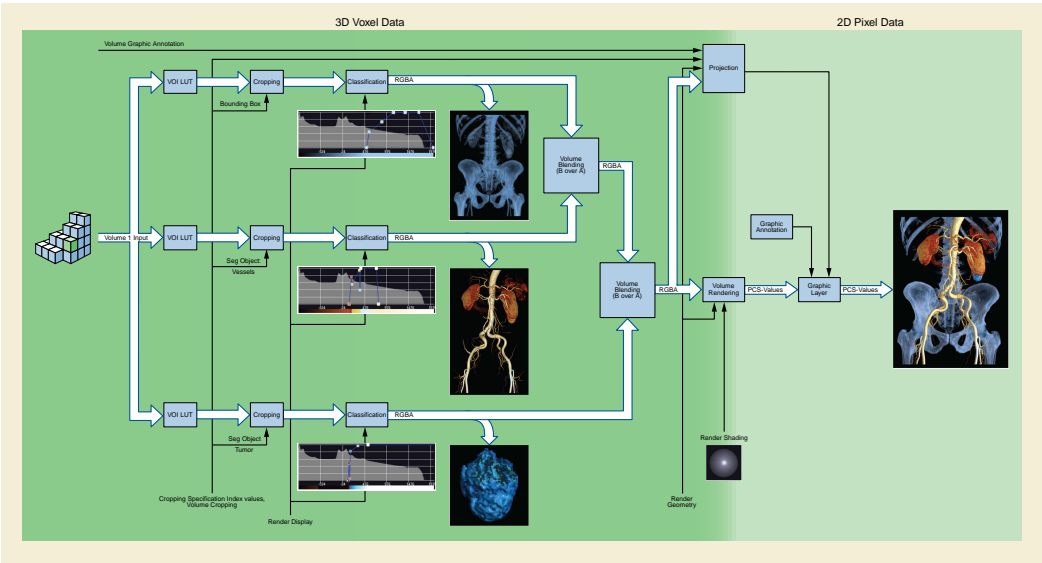 3D Voxel Data
2D Pixel Data
Volume Graphic Annotation
Projection
VOI LUT
Cropping
Classification
RGBA
Bounding Box
Volume
Blending
(B over A)
RGBA
Volume 1 Input
VOI LUT
Cropping
Classification
RGBA
Seg Object:
Vessels
Graphic
Annotation
Volume
Blending
(B over A)
RGBA
Volume
Rendering
PCS-Values
Graphic
Layer
PCS-Values
VOI LUT
Cropping
Classification
RGBA
Seg Object
Tumor
Render Shading
Cropping Specification Index values,
Volume Cropping
Render Display
Render
Geometry